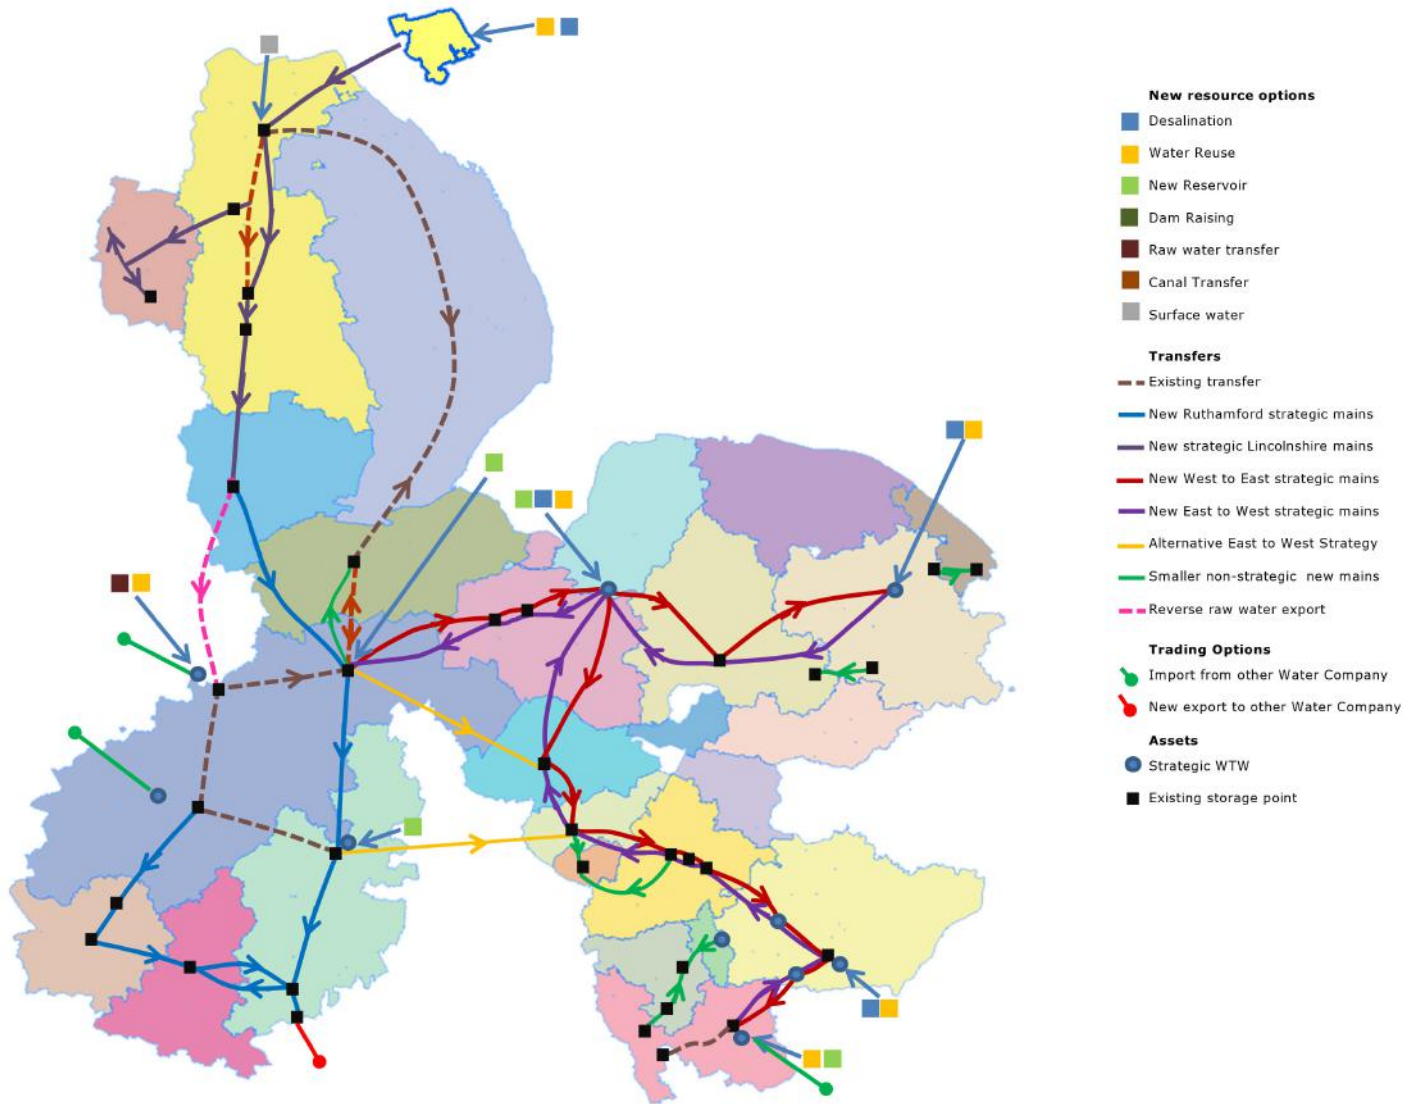 New resource options
Desalination
Water Reuse
New Reservoir
Dam Raising
Raw water transfer
Canal Transfer
Surface water
Transfers
Existing transfer
New Ruthamford strategic mains
New strategic Lincolnshire mains
New West to East strategic mains
New East to West strategic mains
Alternative East to West Strategy
Smaller non-strategic new mains
Reverse raw water export
Trading Options
Import from other Water Company
New export to other Water Company
Assets
Strategic WTW
Existing storage point